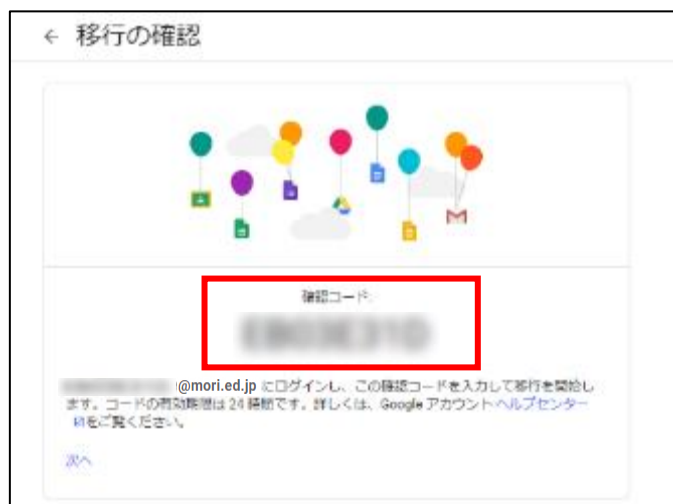 ← 移行の確認
確認コード
@mori.ed.jp にログインし、この確認コードを入力して移行を開始し
ます。コードの有効期限は 24 時間です。詳しくは、Google アカウント ヘルプセンター
をご覧ください。
次へ